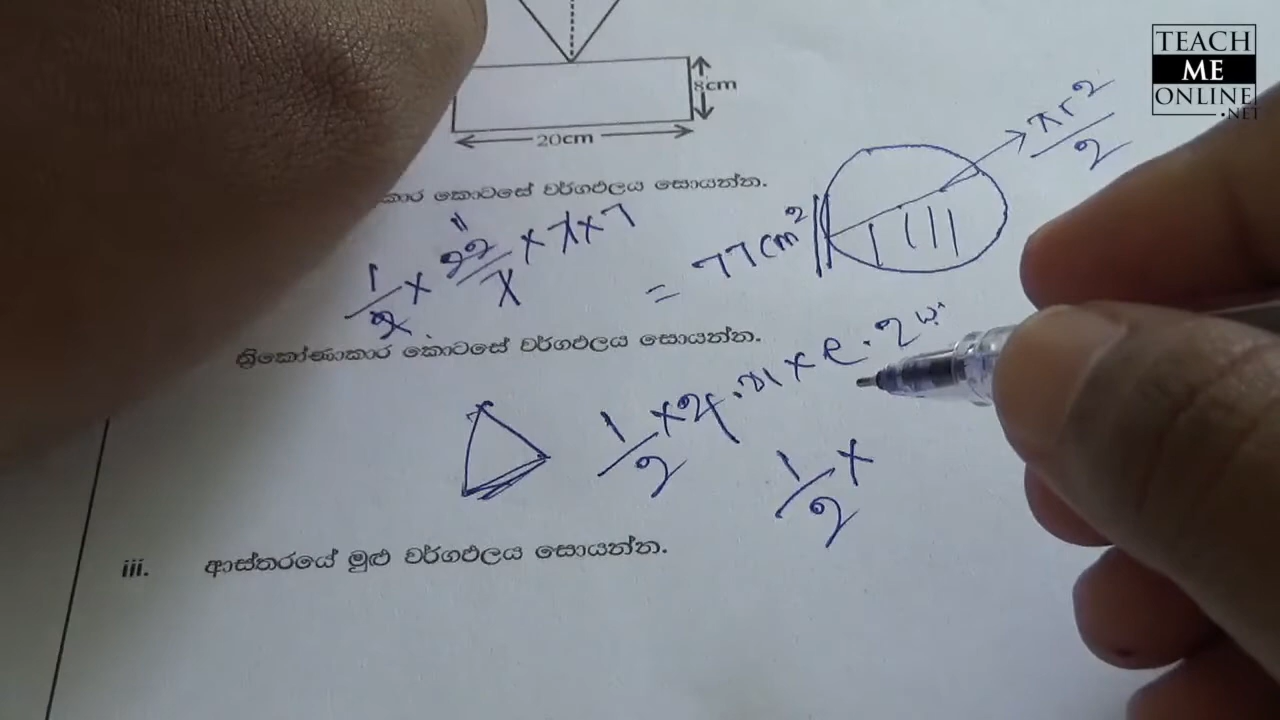 TEACH
ME
ONLINE
.NET
8cm
20cm
πr²/2
කොටසේ වර්ගඵලය සොයන්න.
1/2 × 22/7 × 7 × 7
= 77cm²
ත්‍රිකෝණාකාර කොටසේ වර්ගඵලය සොයන්න.
1/2 ×
1/2 ×
iii. ආස්තරයේ මුළු වර්ගඵලය සොයන්න.